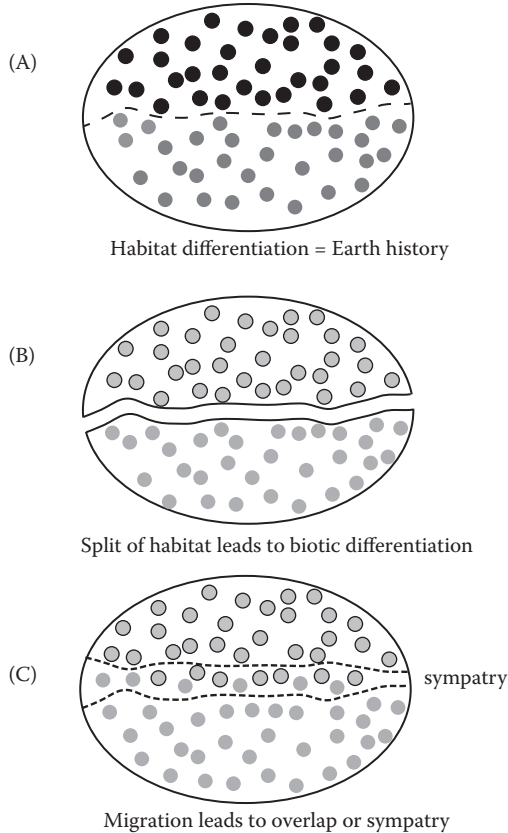 (A)
Habitat differentiation = Earth history
(B)
Split of habitat leads to biotic differentiation
(C)
sympatry
Migration leads to overlap or sympatry